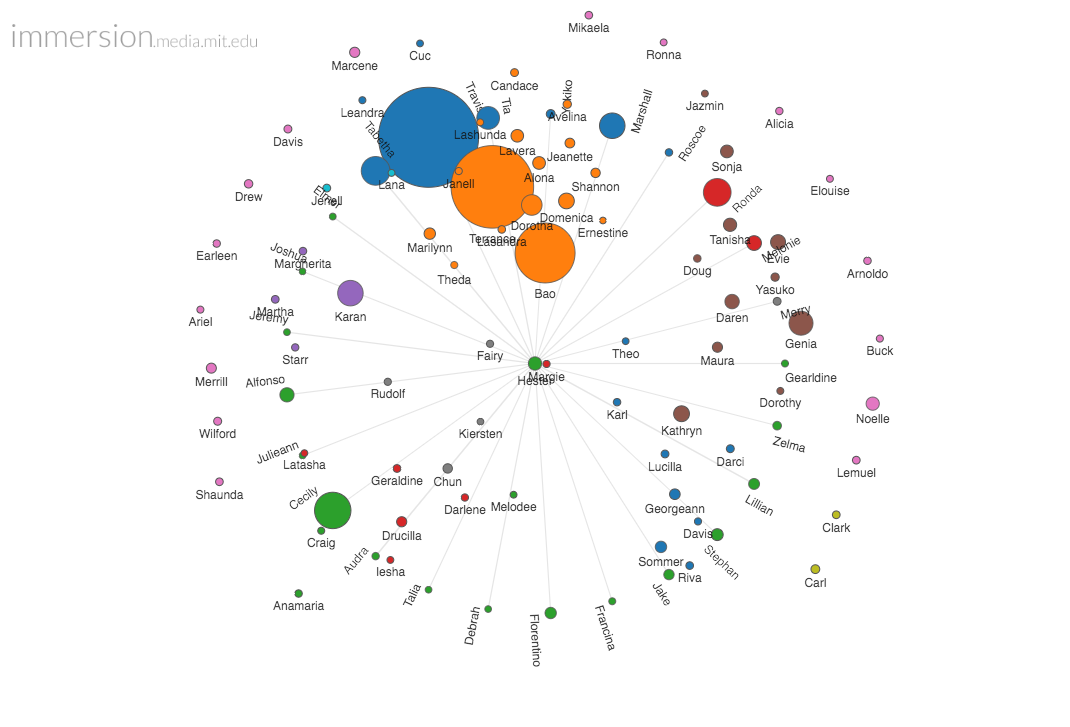 immersion.media.mit.edu
Mikaela
Ronna
Cuc
Marcene
Candace
Yukiko
Travis
Tia
Marshall
Jazmin
Leandra
Avelina
Alicia
Davis
Tabetha
Lashunda
Lavera
Jeanette
Roscoe
Sonja
Drew
Lana
Janell
Alona
Shannon
Ronda
Elouise
Jenell
Domenica
Dorotha
Ernestine
Terrance
Lasandra
Tanisha
Melonie
Evie
Earleen
Joshua
Margherita
Marilynn
Doug
Arnoldo
Theda
Bao
Yasuko
Ariel
Martha
Jeremy
Karan
Daren
Merry
Genia
Buck
Starr
Fairy
Theo
Maura
Merrill
Alfonso
Rudolf
Hester
Margie
Gearldine
Dorothy
Noelle
Wilford
Kiersten
Karl
Kathryn
Zelma
Julieann
Latasha
Lucilla
Darci
Lemuel
Shaunda
Geraldine
Chun
Cecily
Darlene
Melodee
Georgeann
Lillian
Clark
Craig
Drucilla
Davis
Stephan
Audra
Iesha
Sommer
Riva
Carl
Anamaria
Talia
Jake
Debrah
Florentino
Francina